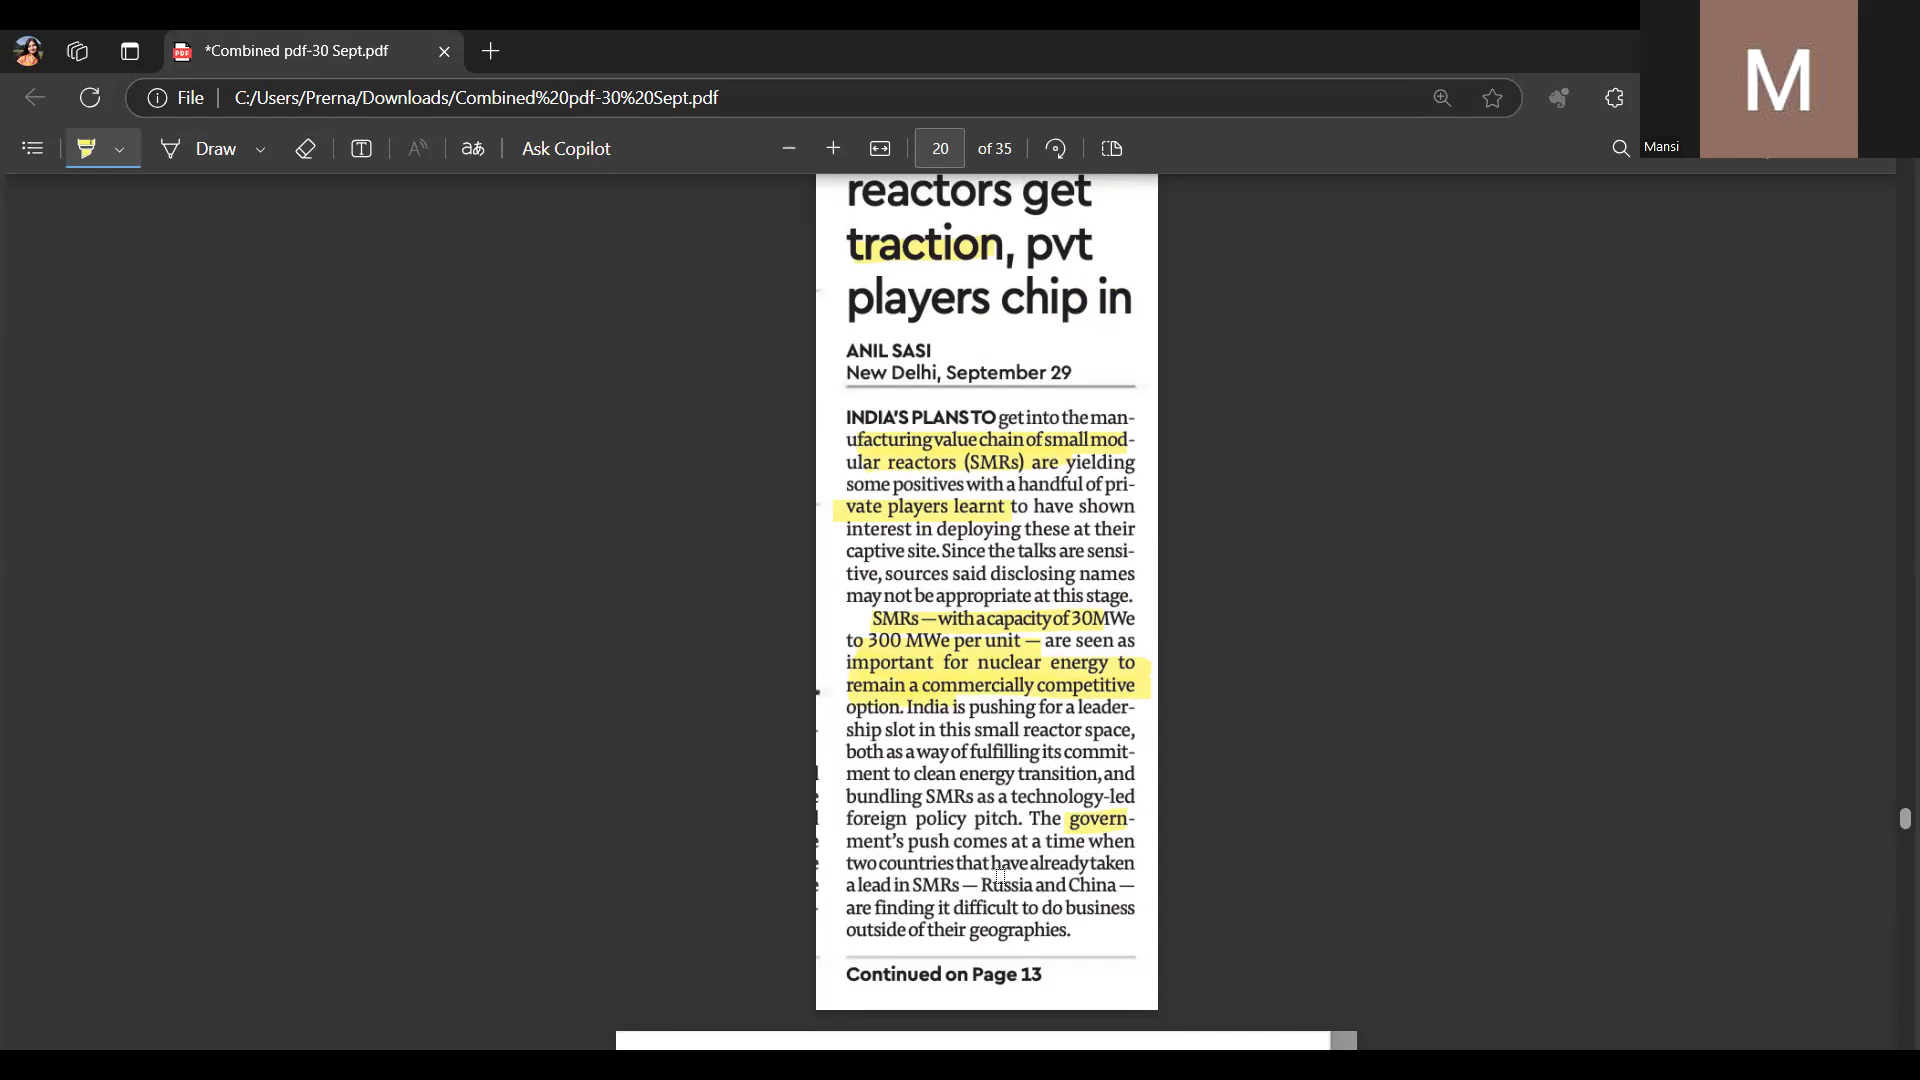 *Combined pdf-30 Sept.pdf
File
C:/Users/Prerna/Downloads/Combined%20pdf-30%20Sept.pdf
M
Draw
aあ
Ask Copilot
20 of 35
Mansi
reactors get
traction, pvt
players chip in
ANIL SASI
New Delhi, September 29
INDIA'S PLANS TO get into the man-
ufacturing value chain of small mod-
ular reactors (SMRs) are yielding
some positives with a handful of pri-
vate players learnt to have shown
interest in deploying these at their
captive site. Since the talks are sensi-
tive, sources said disclosing names
may not be appropriate at this stage.
SMRs — with a capacity of 30MWe
to 300 MWe per unit — are seen as
important for nuclear energy to
remain a commercially competitive
option. India is pushing for a leader-
ship slot in this small reactor space,
both as a way of fulfilling its commit-
ment to clean energy transition, and
bundling SMRs as a technology-led
foreign policy pitch. The govern-
ment's push comes at a time when
two countries that have already taken
a lead in SMRs — Russia and China —
are finding it difficult to do business
outside of their geographies.
Continued on Page 13